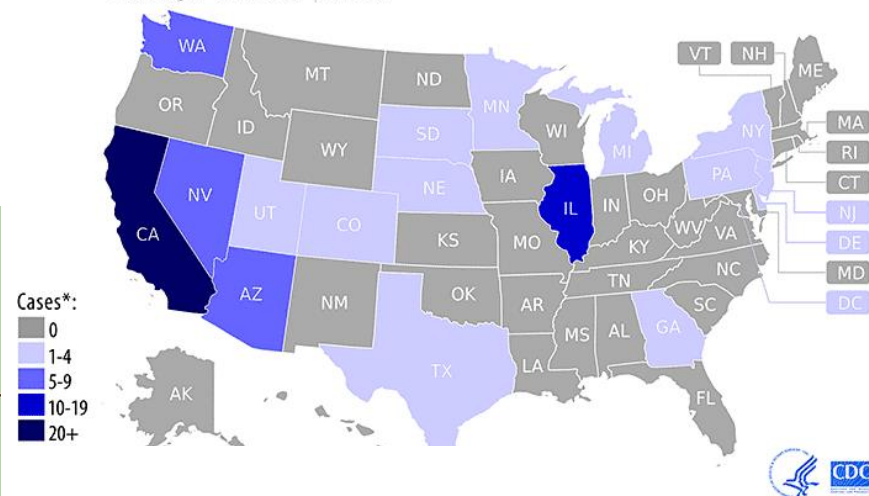 VT
NH
WA
MT
ND
ME
MN
OR
MA
ID
SD
WI
NY
WY
MI
RI
IA
PA
CT
NE
NV
NJ
UT
IL
IN
OH
CO
DE
CA
KS
MO
WV
VA
KY
MD
NC
TN
AZ
OK
NM
AR
SC
DC
Cases*:
0
MS
AL
GA
1-4
TX
LA
5-9
AK
FL
10-19
20+
CDC